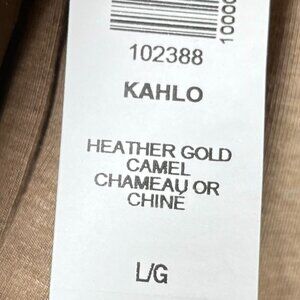 102388
KAHLO
HEATHER GOLD
CAMEL
CHAMEAU OR
CHINÉ
L/G